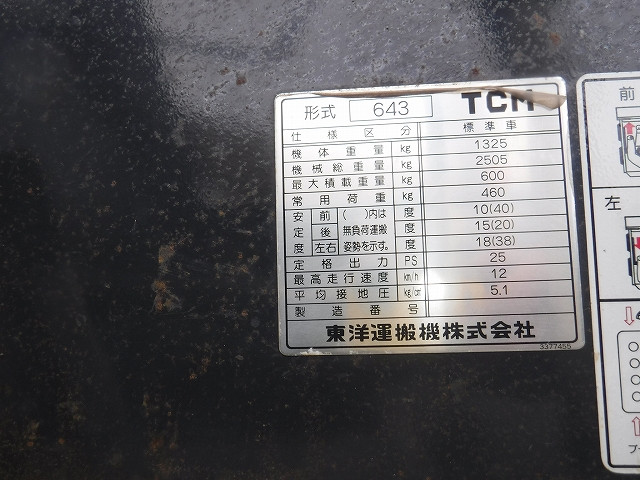 形式 643 TCM
仕様区分 標準車
機体重量 kg 1325
機械総重量 kg 2505
最大積載重量 kg 600
常用荷重 kg 460
安定度 前 ( )内は 度 10(40)
後 無負荷運搬 度 15(20)
左右 姿勢を示す。 度 18(38)
定格出力 PS 25
最高走行速度 km/h 12
平均接地圧 kg/cm² 5.1
製造番号
東洋運搬機株式会社
3377455
前
左
ブー